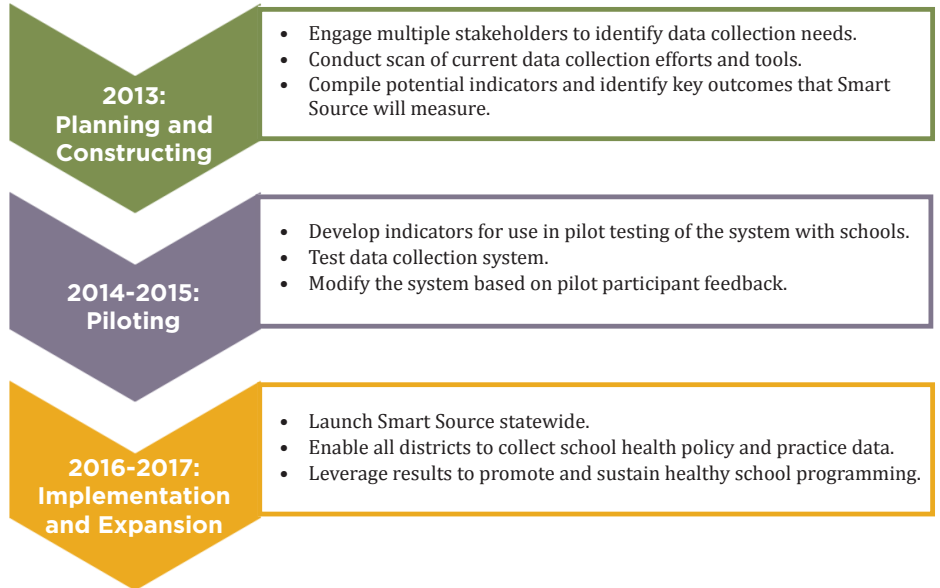 2013:
Planning and
Constructing
• Engage multiple stakeholders to identify data collection needs.
• Conduct scan of current data collection efforts and tools.
• Compile potential indicators and identify key outcomes that Smart
Source will measure.
2014-2015:
Piloting
• Develop indicators for use in pilot testing of the system with schools.
• Test data collection system.
• Modify the system based on pilot participant feedback.
2016-2017:
Implementation
and Expansion
• Launch Smart Source statewide.
• Enable all districts to collect school health policy and practice data.
• Leverage results to promote and sustain healthy school programming.